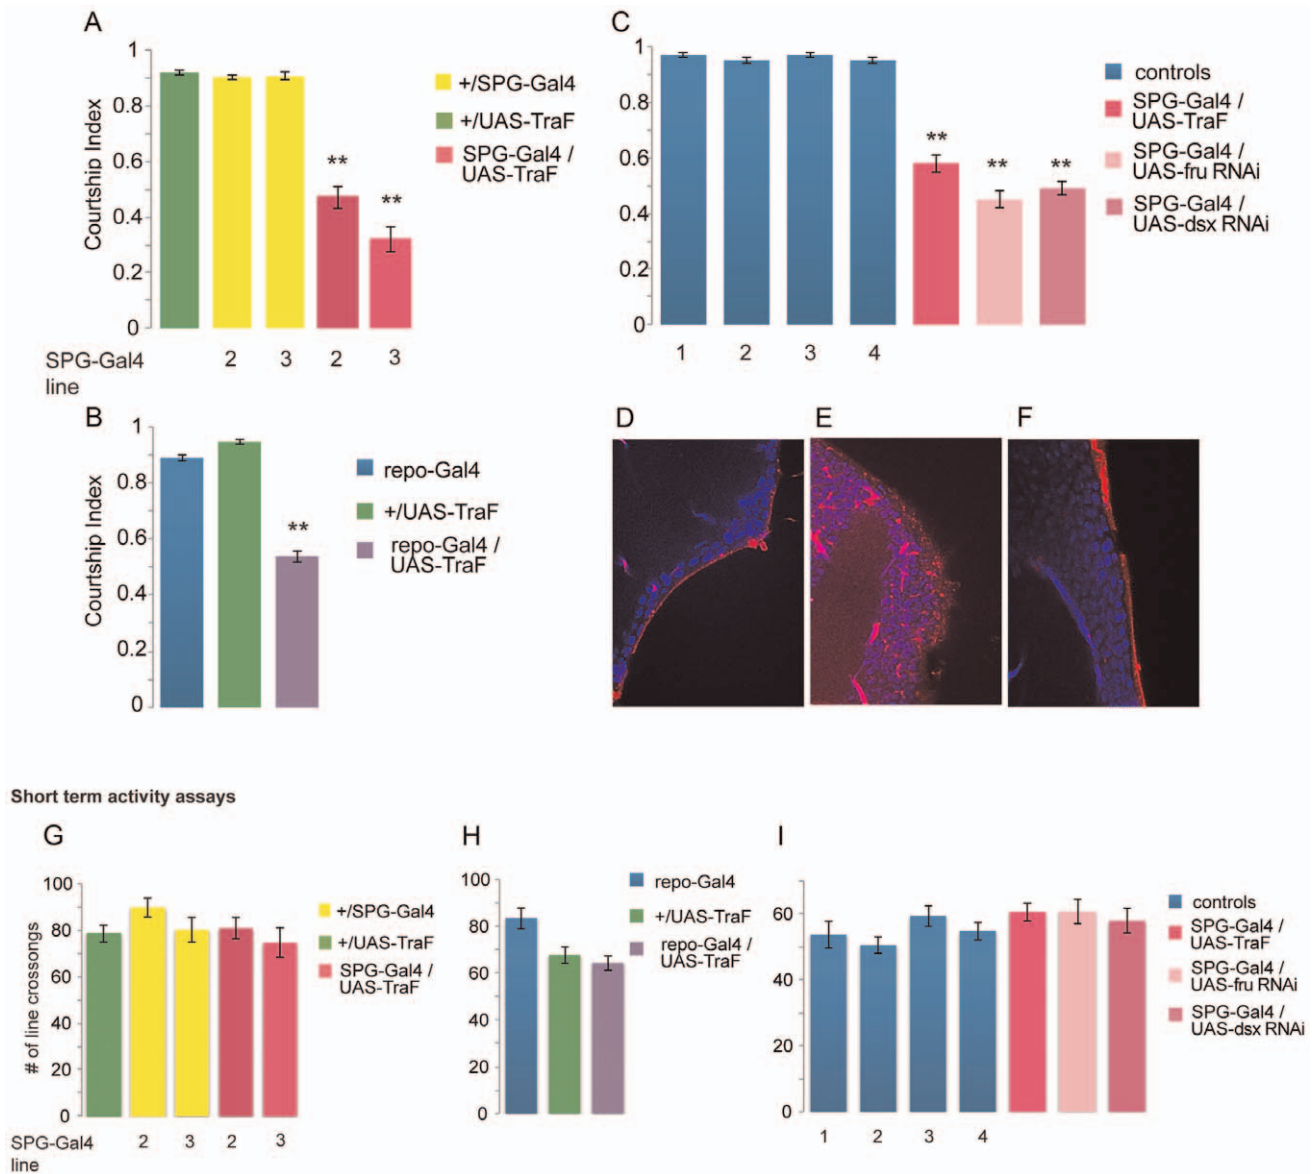 A
1
0.8
0.6
0.4
0.2
0
Courtship Index
**
**
SPG-Gal4
line
2
3
2
3
+/SPG-Gal4
+/UAS-TraF
SPG-Gal4 /
UAS-TraF
C
1
0.8
0.6
0.4
0.2
0
**
**
**
1
2
3
4
controls
SPG-Gal4 /
UAS-TraF
SPG-Gal4 /
UAS-fru RNAi
SPG-Gal4 /
UAS-dsx RNAi
B
1
0.8
0.6
0.4
0.2
0
Courtship Index
**
repo-Gal4
+/UAS-TraF
repo-Gal4 /
UAS-TraF
D
E
F
Short term activity assays
G
100
80
60
40
20
0
# of line crossongs
SPG-Gal4
line
2
3
2
3
+/SPG-Gal4
+/UAS-TraF
SPG-Gal4 /
UAS-TraF
H
100
80
60
40
20
0
repo-Gal4
+/UAS-TraF
repo-Gal4 /
UAS-TraF
I
60
40
20
0
1
2
3
4
controls
SPG-Gal4 /
UAS-TraF
SPG-Gal4 /
UAS-fru RNAi
SPG-Gal4 /
UAS-dsx RNAi